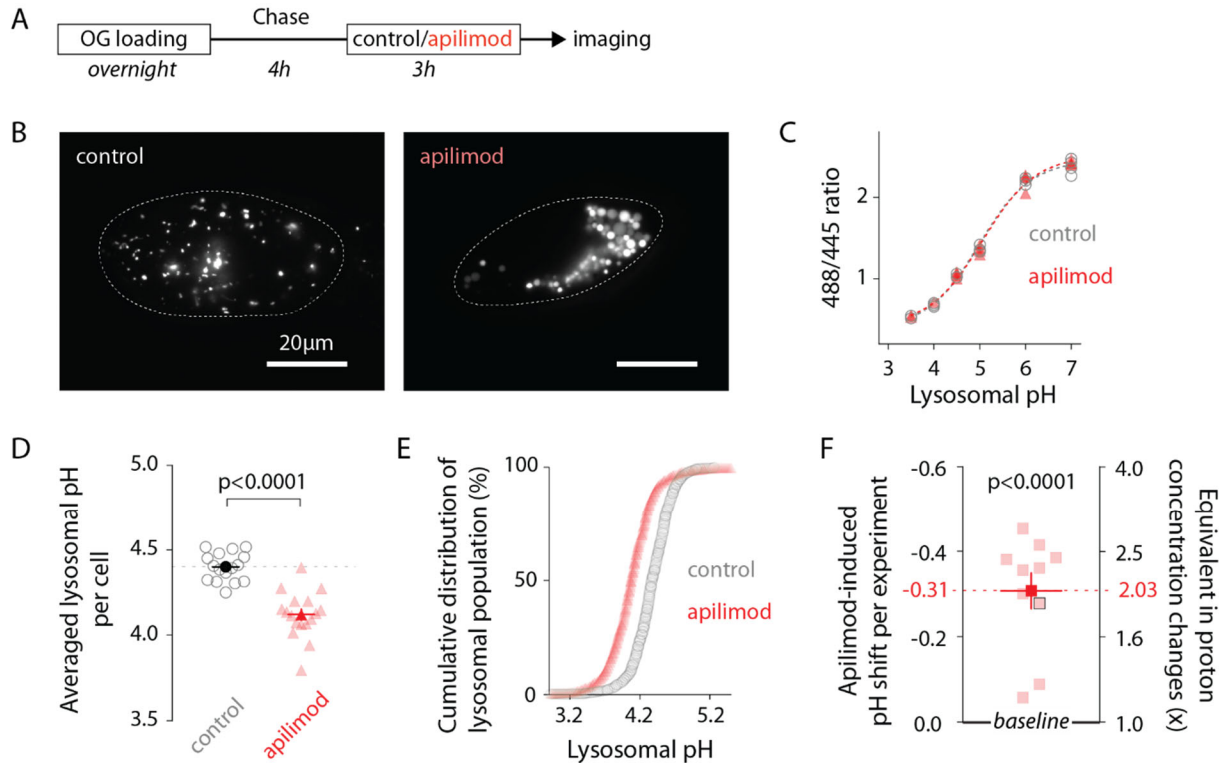 A
OG loading
overnight
Chase
4h
control/apilimod
3h
imaging
B
control
20μm
apilimod
C
488/445 ratio
2
1
control
apilimod
3 4 5 6 7
Lysosomal pH
D
Averaged lysosomal pH
per cell
5.0
4.5
4.0
3.5
p<0.0001
control
apilimod
E
Cumulative distribution of
lysosomal population (%)
100
50
0
control
apilimod
3.2 4.2 5.2
Lysosomal pH
F
Apilimod-induced
pH shift per experiment
-0.6
-0.4
-0.31
-0.2
0.0
p<0.0001
baseline
4.0
2.5
2.03
1.6
1.0
Equivalent in proton
concentration changes (x)